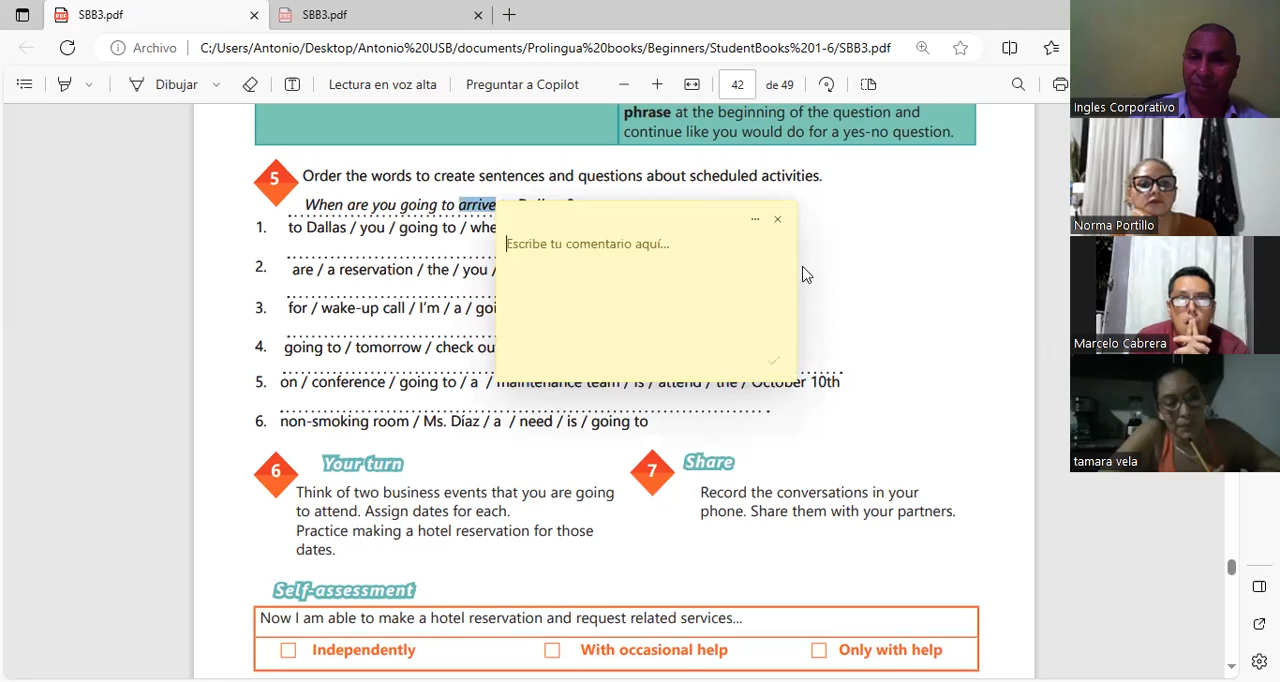 SBB3.pdf
SBB3.pdf
Archivo
C:/Users/Antonio/Desktop/Antonio%20USB/documents/Prolingua%20books/Beginners/StudentBooks%201-6/SBB3.pdf
Dibujar
Lectura en voz alta
Preguntar a Copilot
42
de 49
phrase at the beginning of the question and
continue like you would do for a yes-no question.
5 Order the words to create sentences and questions about scheduled activities.
When are you going to arrive
1. to Dallas / you / going to /
2. are / a reservation / the / you /
3. for / wake-up call / I'm / a /
4. going to / tomorrow / check
5. on / conference / going to / a / maintenance team / is / attend / the / October 10th
6. non-smoking room / Ms. Díaz / a / need / is / going to
Escribe tu comentario aquí...
6 Your turn
Think of two business events that you are going
to attend. Assign dates for each.
Practice making a hotel reservation for those
dates.
7 Share
Record the conversations in your
phone. Share them with your partners.
Self-assessment
Now I am able to make a hotel reservation and request related services...
Independently
With occasional help
Only with help
Ingles Corporativo
Norma Portillo
Marcelo Cabrera
tamara vela